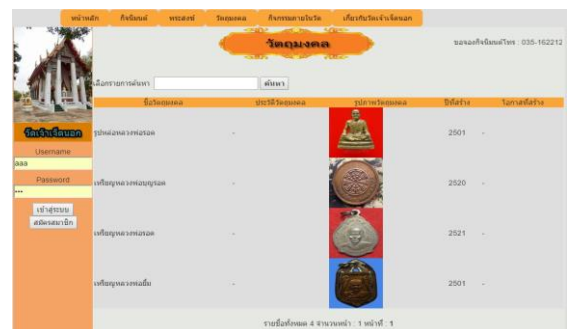 หน้าหลัก กิจนิมนต์ พระสงฆ์ วัตถุมงคล กิจกรรมภายในวัด เกี่ยวกับวัดเจ้าเจ็ดนอก
วัตถุมงคล
ขอจองกิจนิมนต์โทร : 035-162212
เลือกรายการค้นหา ค้นหา
ชื่อวัตถุมงคล ประวัติวัตถุมงคล รูปภาพวัตถุมงคล ปีที่สร้าง โอกาสที่สร้าง
วัดเจ้าเจ็ดนอก
รูปหล่อหลวงพ่อรอด - 2501 -
Username
aaa
Password
•••
เหรียญหลวงพ่อบุญรอด - 2520 -
เข้าสู่ระบบ
สมัครสมาชิก
เหรียญหลวงพ่อรอด - 2521 -
เหรียญหลวงพ่อยิ้ม - 2501 -
รายชื่อทั้งหมด 4 จำนวนหน้า : 1 หน้าที่ : 1